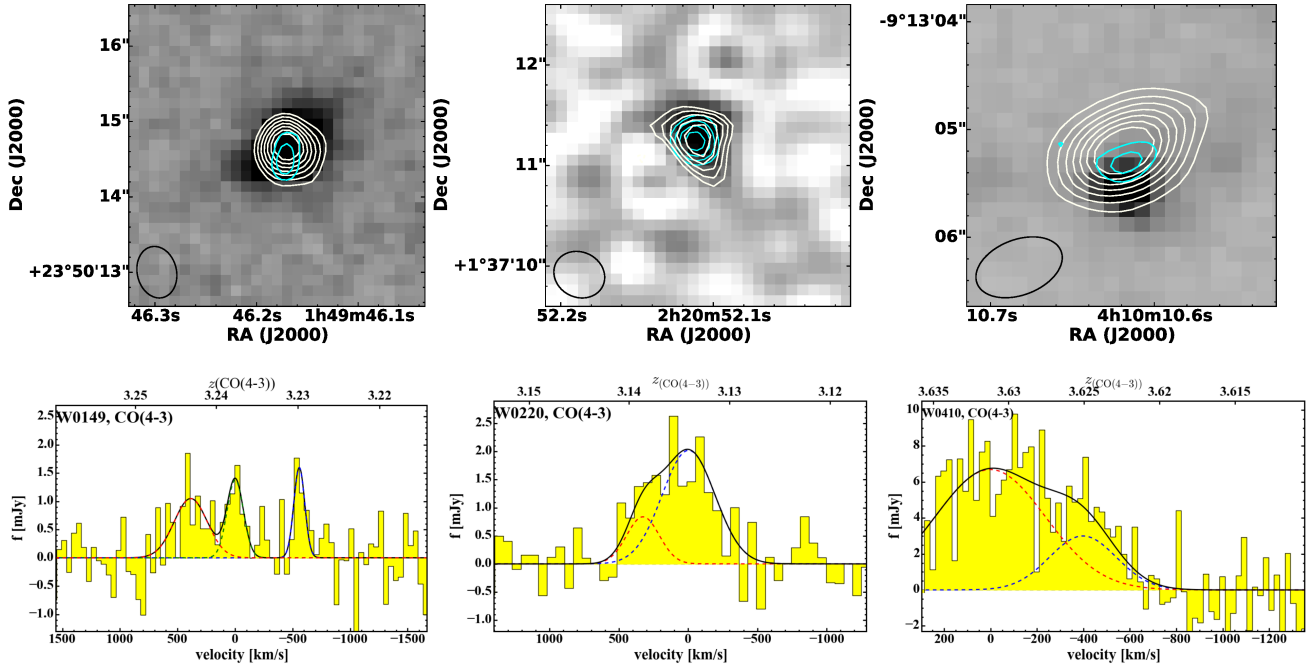 16"
15"
14"
+23°50'13"
Dec (J2000)
46.3s 46.2s 1h49m46.1s
RA (J2000)
12"
11"
+1°37'10"
Dec (J2000)
52.2s 2h20m52.1s
RA (J2000)
-9°13'04"
05"
06"
Dec (J2000)
10.7s 4h10m10.6s
RA (J2000)
z(CO(4-3))
3.25 3.24 3.23 3.22
W0149, CO(4-3)
2.5
2.0
1.5
1.0
0.5
0.0
−0.5
−1.0
f [mJy]
1500 1000 500 0 −500 −1000 −1500
velocity [km/s]
z(CO(4−3))
3.15 3.14 3.13 3.12
W0220, CO(4-3)
2.5
2.0
1.5
1.0
0.5
0.0
−0.5
−1.0
f [mJy]
1000 500 0 −500 −1000
velocity [km/s]
z(CO(4−3))
3.635 3.63 3.625 3.62 3.615
W0410, CO(4-3)
10
8
6
4
2
0
−2
f [mJy]
200 0 −200 −400 −600 −800 −1000 −1200
velocity [km/s]